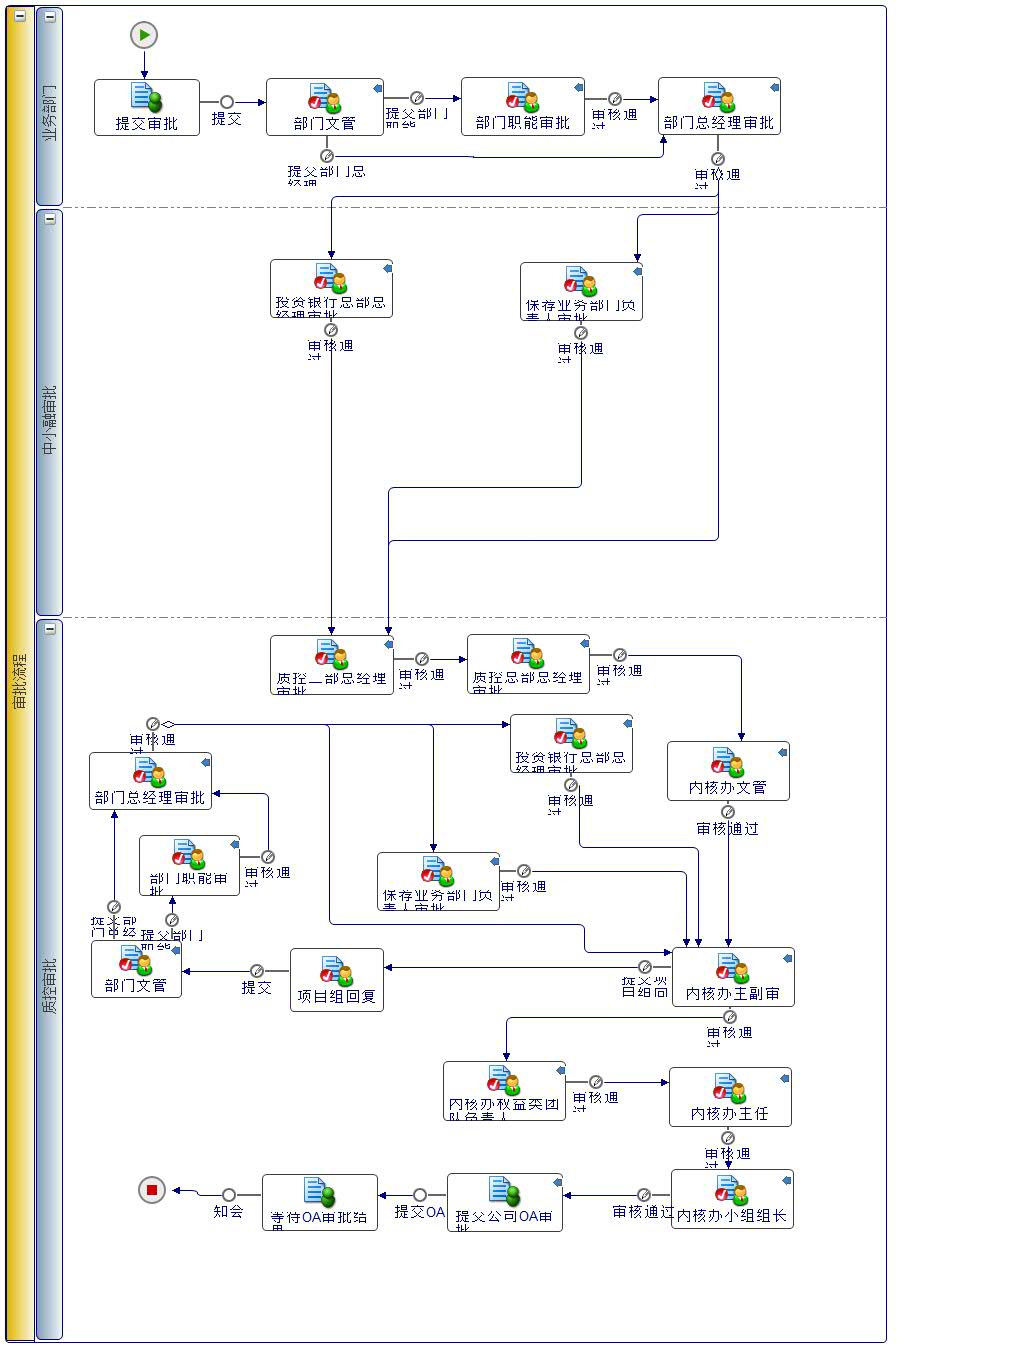 审批流程
业务部门
提交审批
提交
部门文管
提交部门
职能
部门职能审批
审核通
过
部门总经理审批
提交部门总
经理
审核通
过
中小融审批
投资银行总部总
经理审批
保荐业务部门负
责人审批
审核通
过
审核通
过
质控审批
质控二部总经理
审批
审核通
过
质控总部总经理
审批
审核通
过
审核通
过
部门总经理审批
投资银行总部总
经理审批
内核办文管
审核通
过
审核通过
部门职能审
批
审核通
过
保荐业务部门负
责人审批
审核通
过
提交部
门总经
提交部门
职能
部门文管
提交
项目组回复
提交项
目组回
内核办主副审
审核通
过
内核办权益类团
队负责人
审核通
过
内核办主任
审核通
过
知会
等待OA审批结
果
提交OA
提交公司OA审
批
审核通过
内核办小组组长